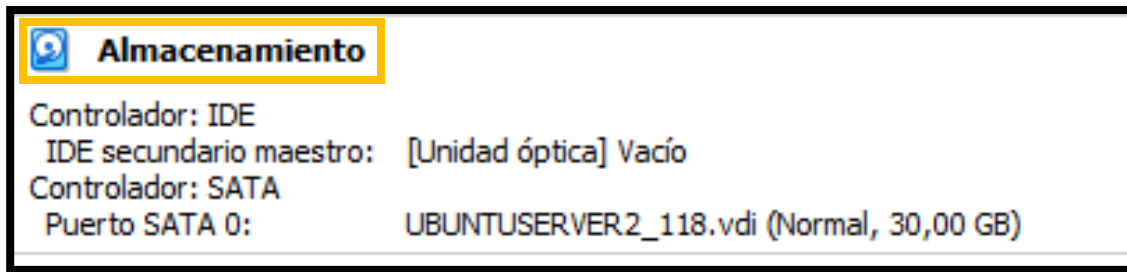 Almacenamiento
Controlador: IDE
IDE secundario maestro: [Unidad óptica] Vacío
Controlador: SATA
Puerto SATA 0: UBUNTUSERVER2_118.vdi (Normal, 30,00 GB)